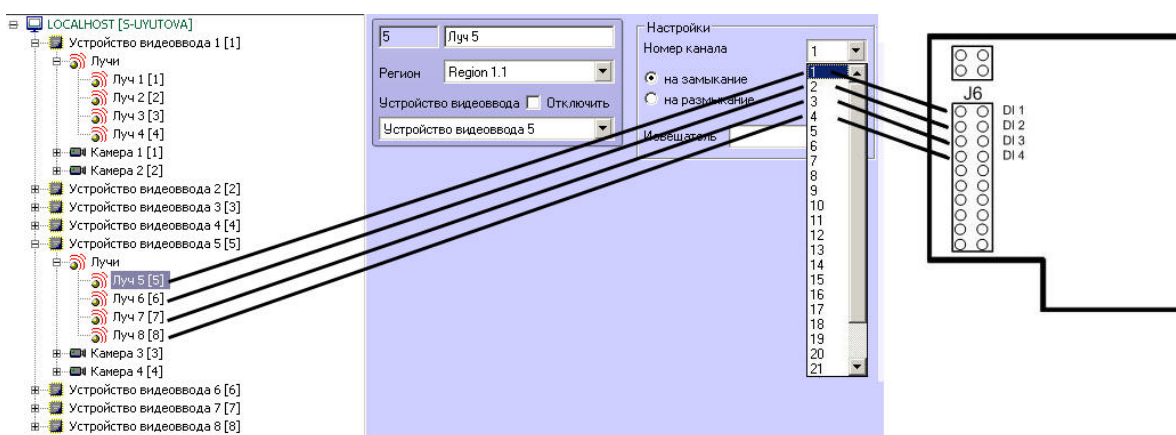 LOCALHOST [S-UYUTOVA]
Устройство видеоввода 1 [1]
Лучи
Луч 1 [1]
Луч 2 [2]
Луч 3 [3]
Луч 4 [4]
Камера 1 [1]
Камера 2 [2]
Устройство видеоввода 2 [2]
Устройство видеоввода 3 [3]
Устройство видеоввода 4 [4]
Устройство видеоввода 5 [5]
Лучи
Луч 5 [5]
Луч 6 [6]
Луч 7 [7]
Луч 8 [8]
Камера 3 [3]
Камера 4 [4]
Устройство видеоввода 6 [6]
Устройство видеоввода 7 [7]
Устройство видеоввода 8 [8]
5
Луч 5
Регион
Region 1.1
Устройство видеоввода
Отключить
Устройство видеоввода 5
Настройки
Номер канала
1
на замыкание
на размыкание
Извещатель
1
2
3
4
5
6
7
8
9
10
11
12
13
14
15
16
17
18
19
20
21
J6
DI 1
DI 2
DI 3
DI 4